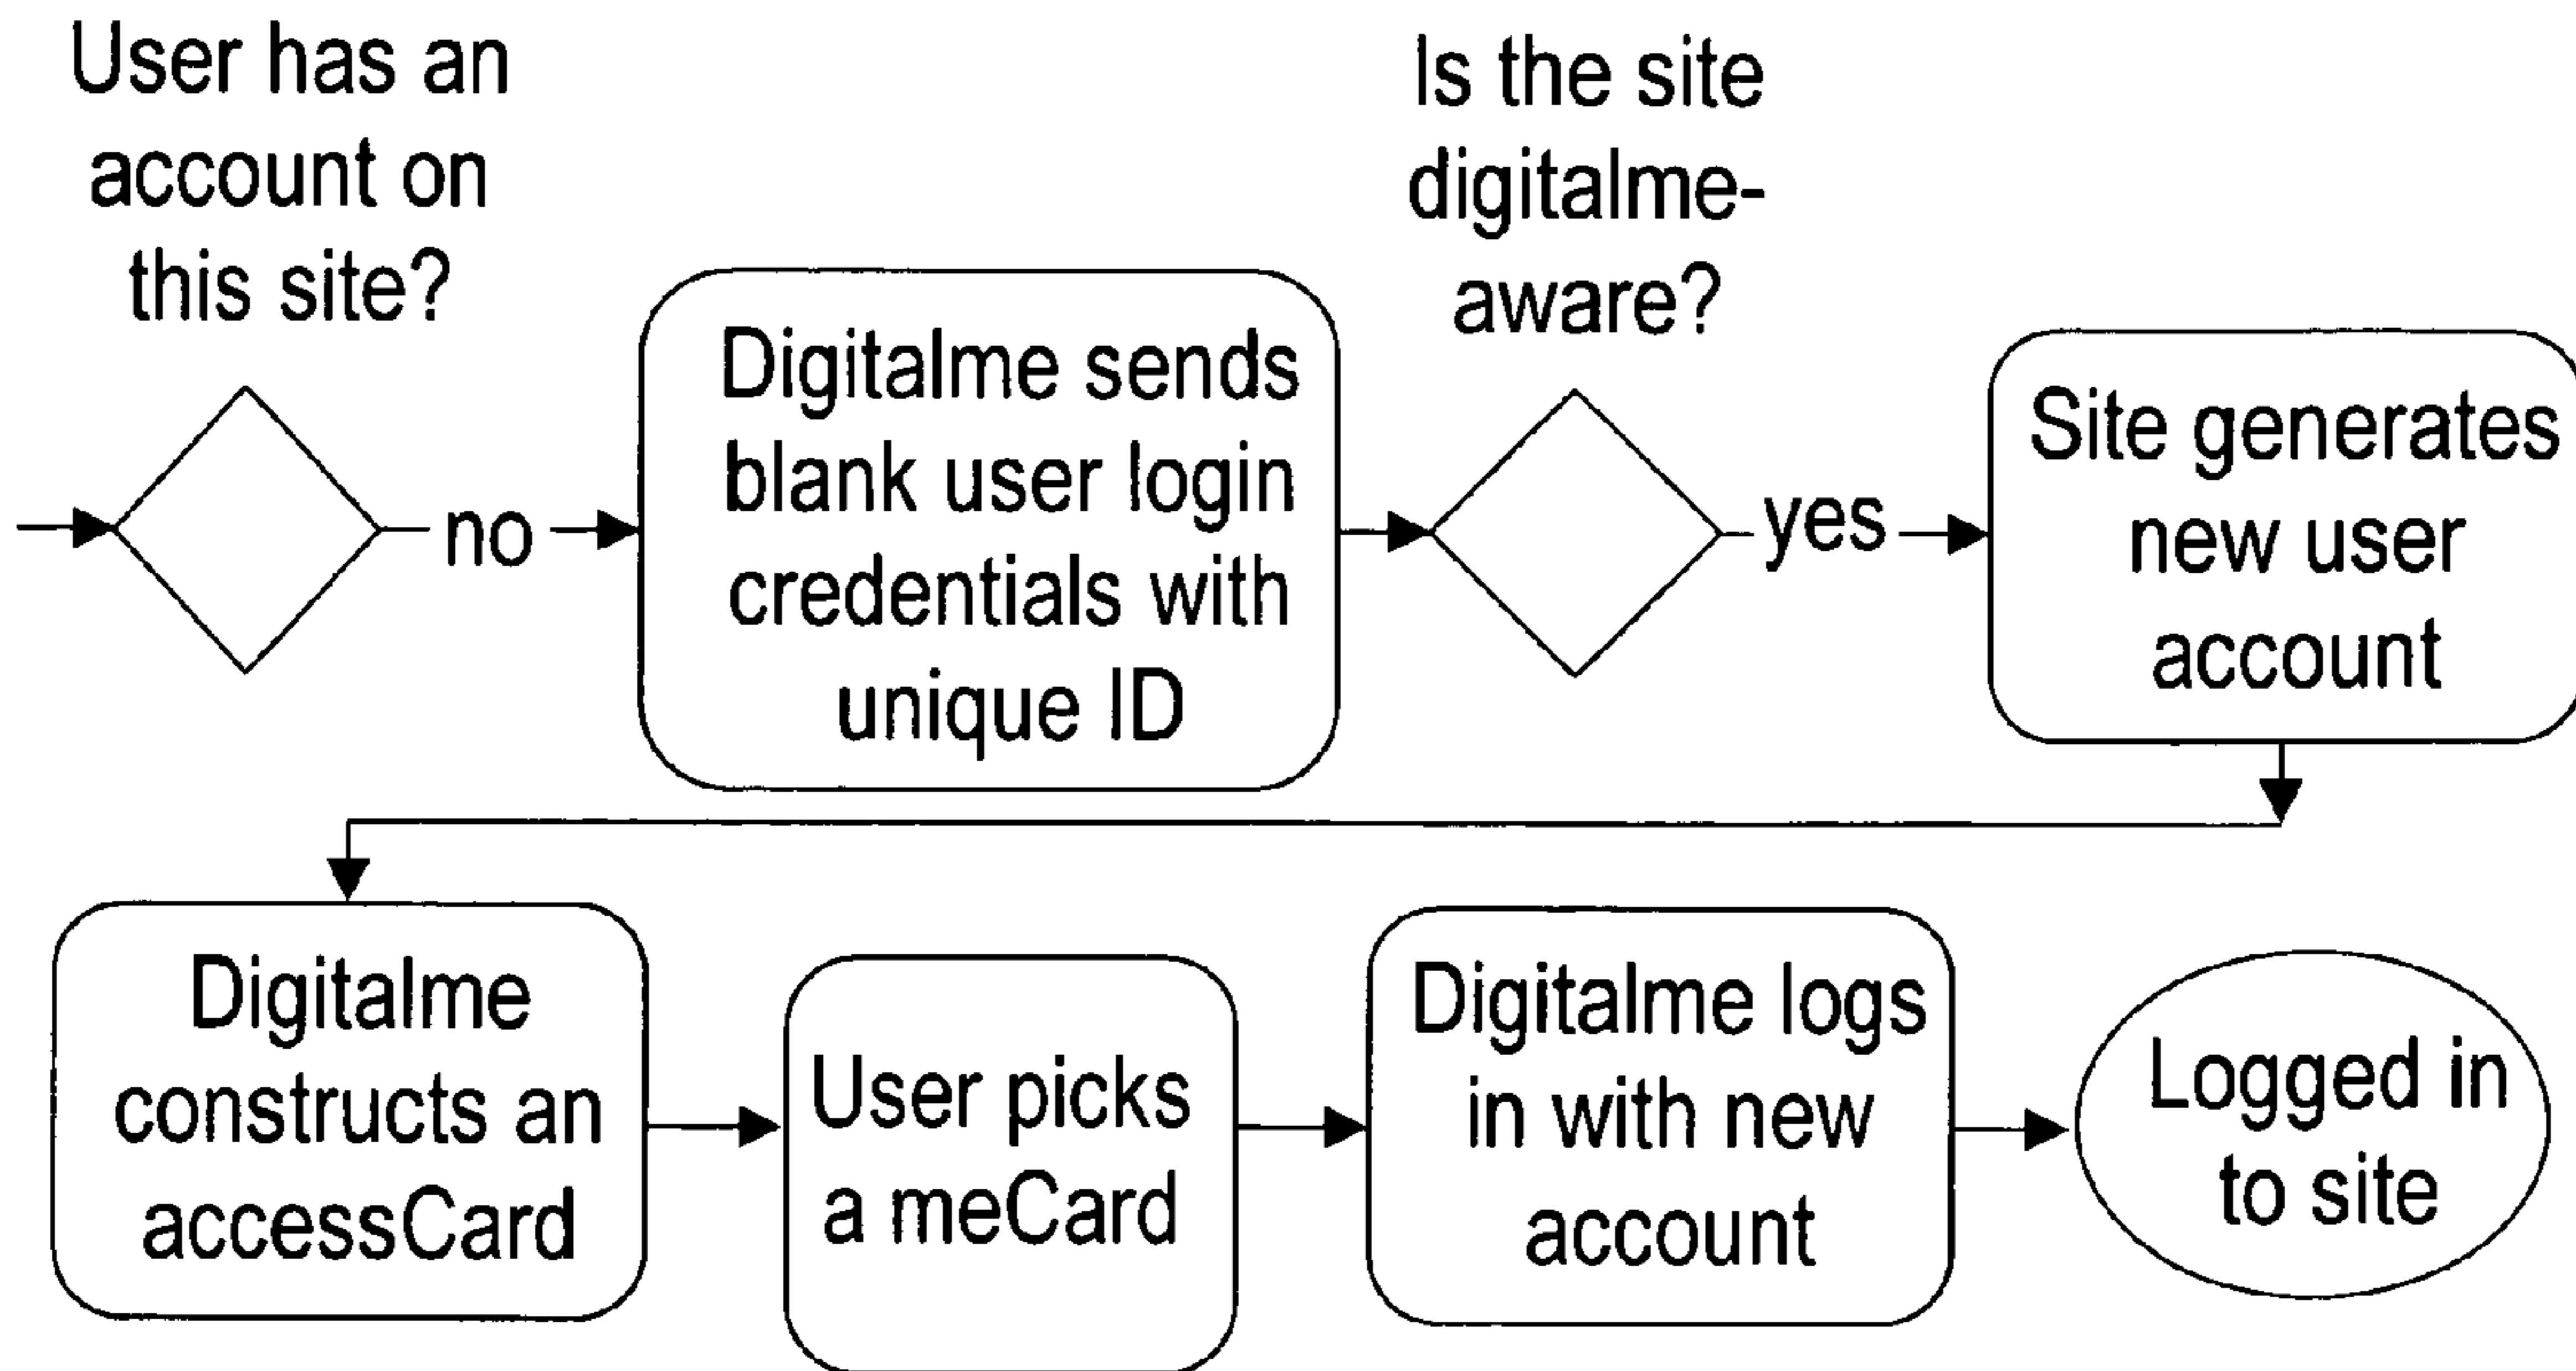 User has an
account on
this site?
no
Digitalme sends
blank user login
credentials with
unique ID
Is the site
digitalme-
aware?
yes
Site generates
new user
account
Digitalme
constructs an
accessCard
User picks
a meCard
Digitalme logs
in with new
account
Logged in
to site